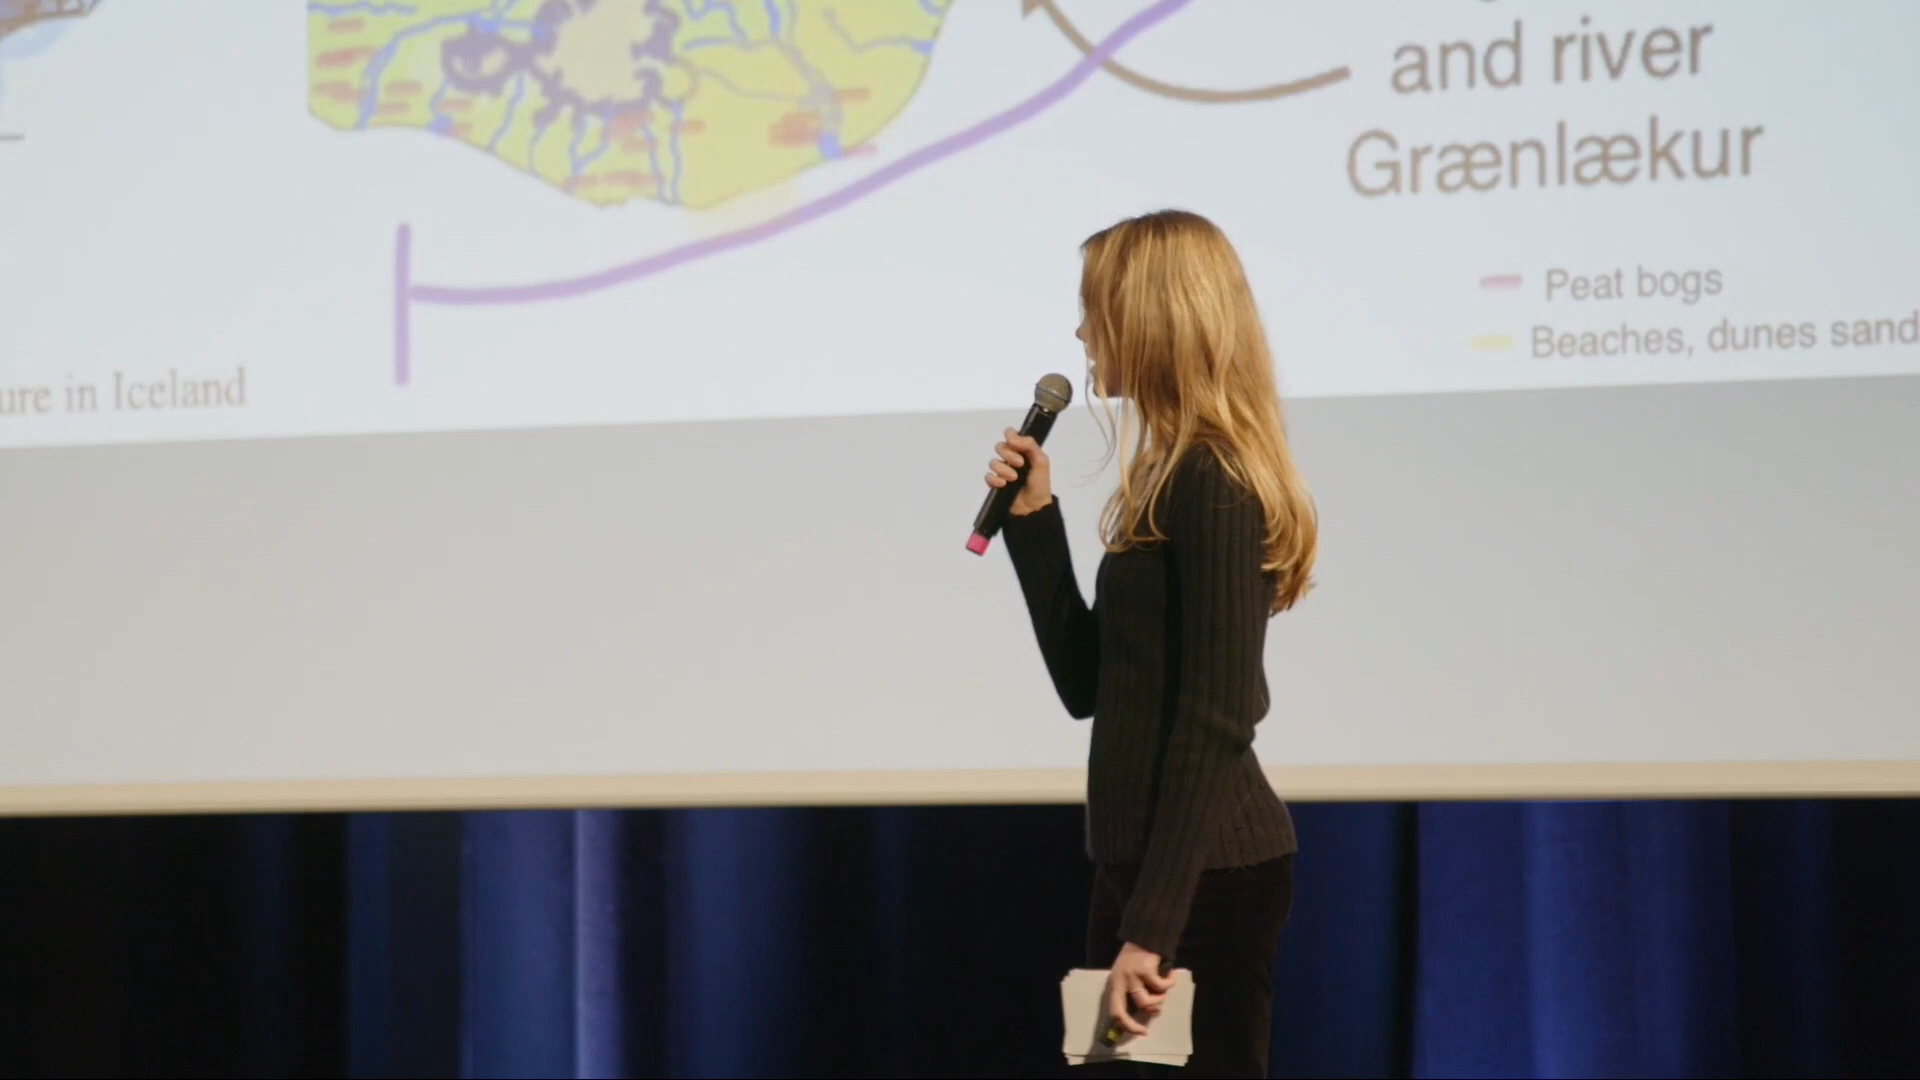 and river
Grænlækur
Peat bogs
Beaches, dunes sand
ure in Iceland